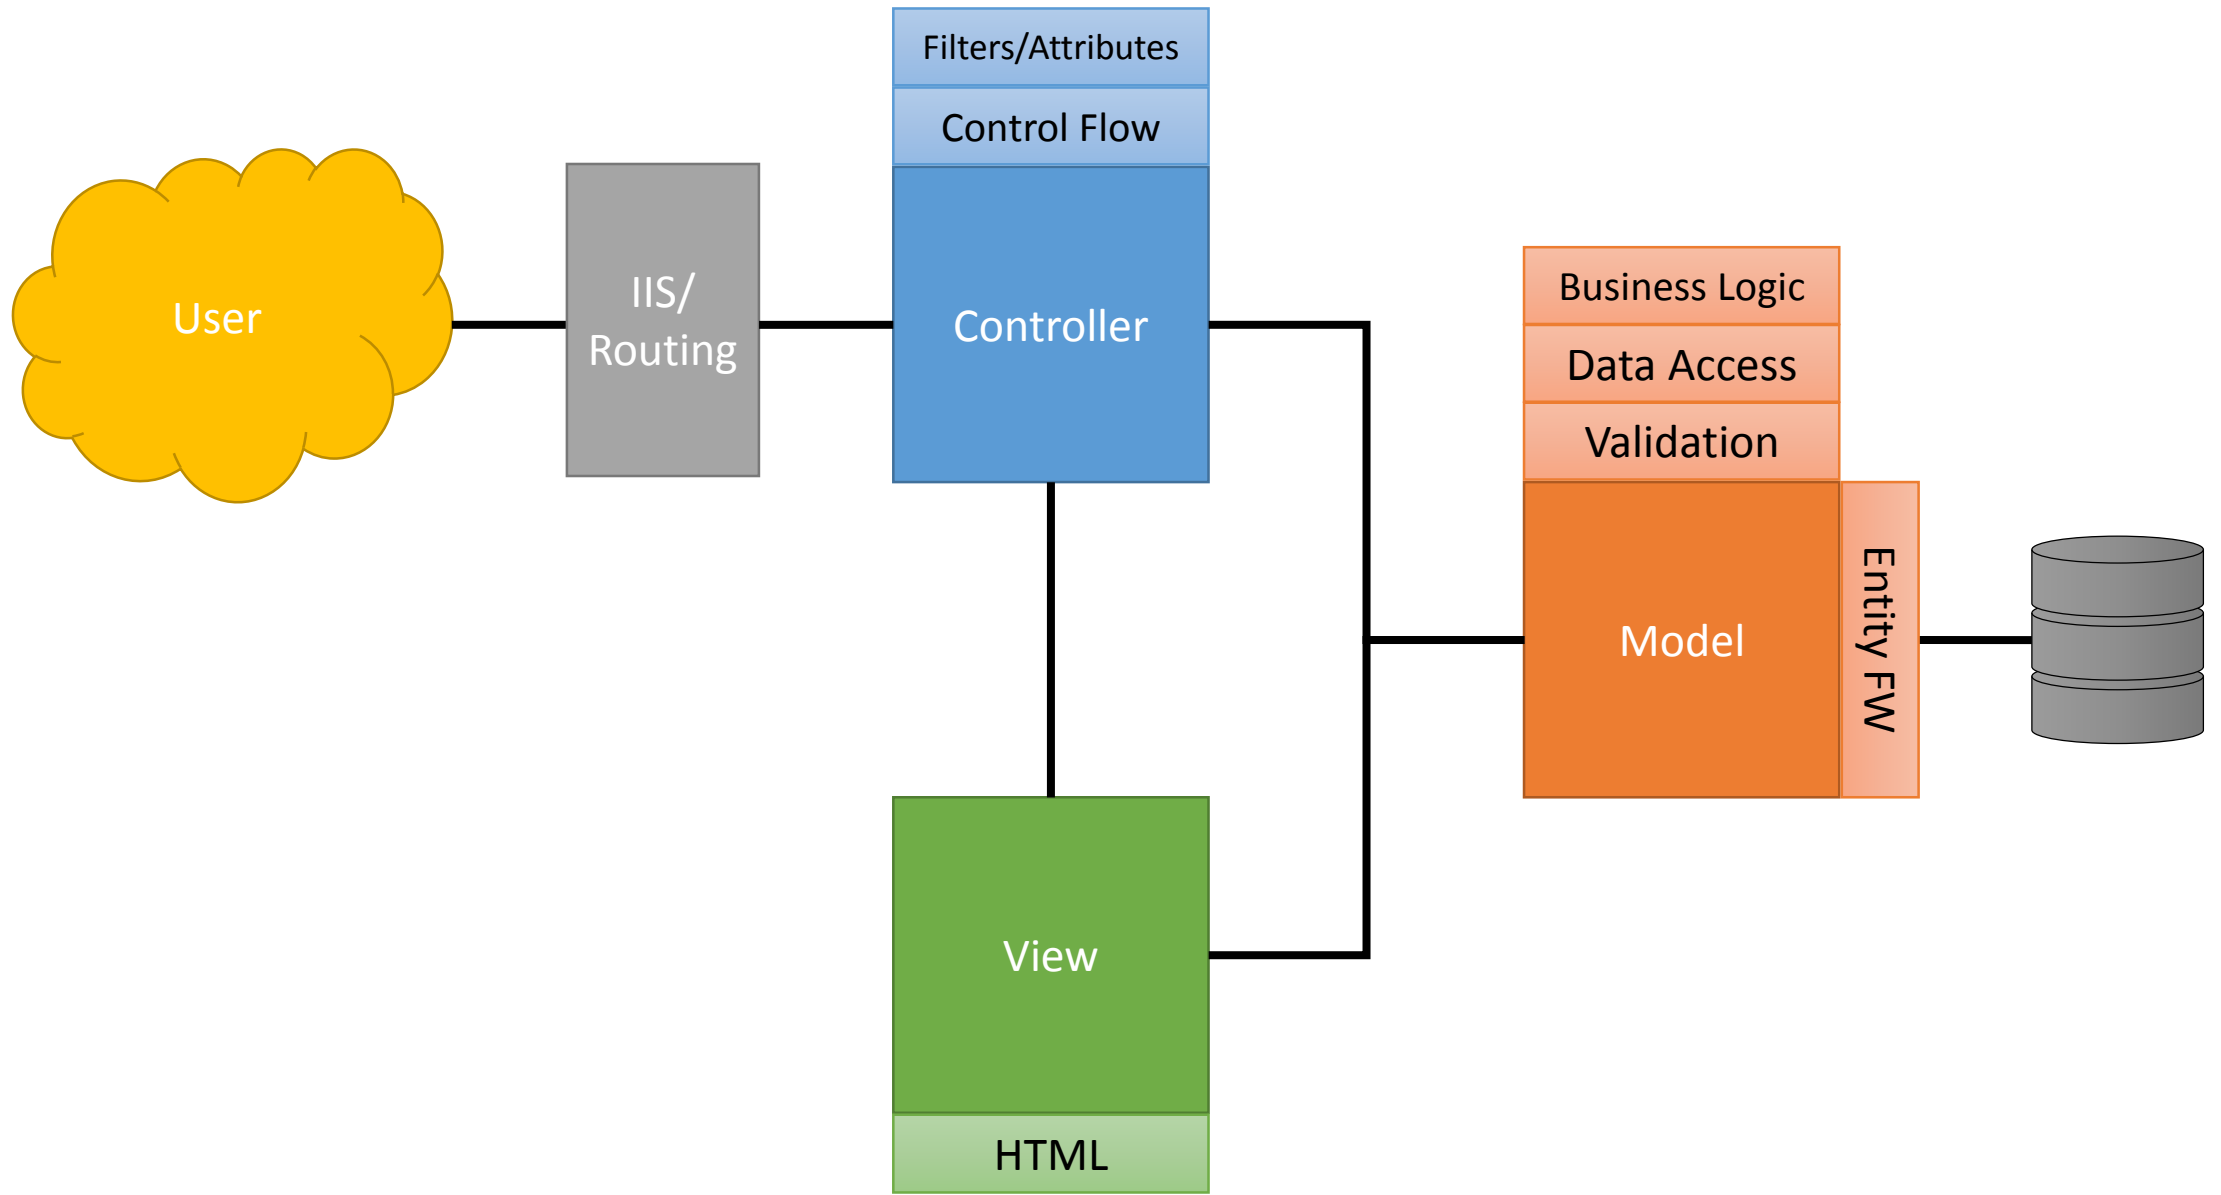 Filters/Attributes
Control Flow
User
IIS/
Routing
Controller
Business Logic
Data Access
Validation
Model
Entity FW
View
HTML